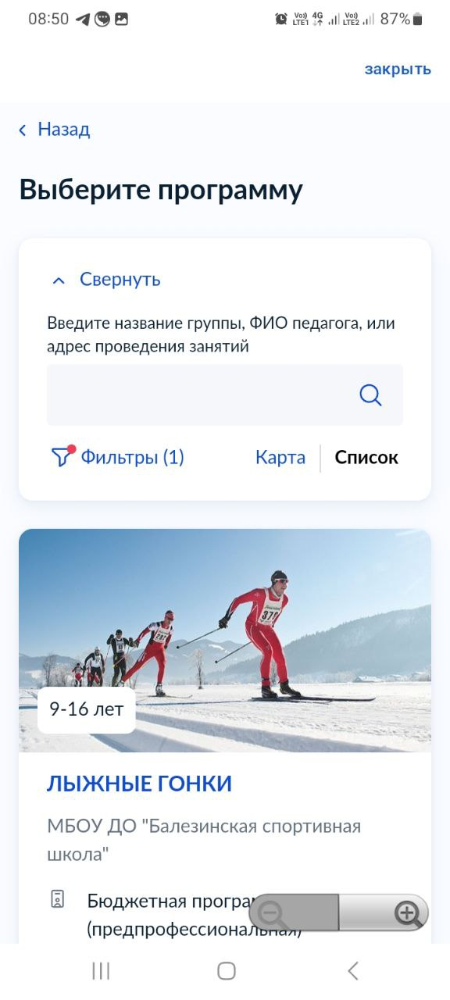 08:50 Vo)) LTE1 4G Vo)) LTE2 87%
закрыть
Назад
Выберите программу
Свернуть
Введите название группы, ФИО педагога, или
адрес проведения занятий
Фильтры (1) Карта Список
9-16 лет
ЛЫЖНЫЕ ГОНКИ
МБОУ ДО "Балезинская спортивная
школа"
Бюджетная
(предпрофессиональная)